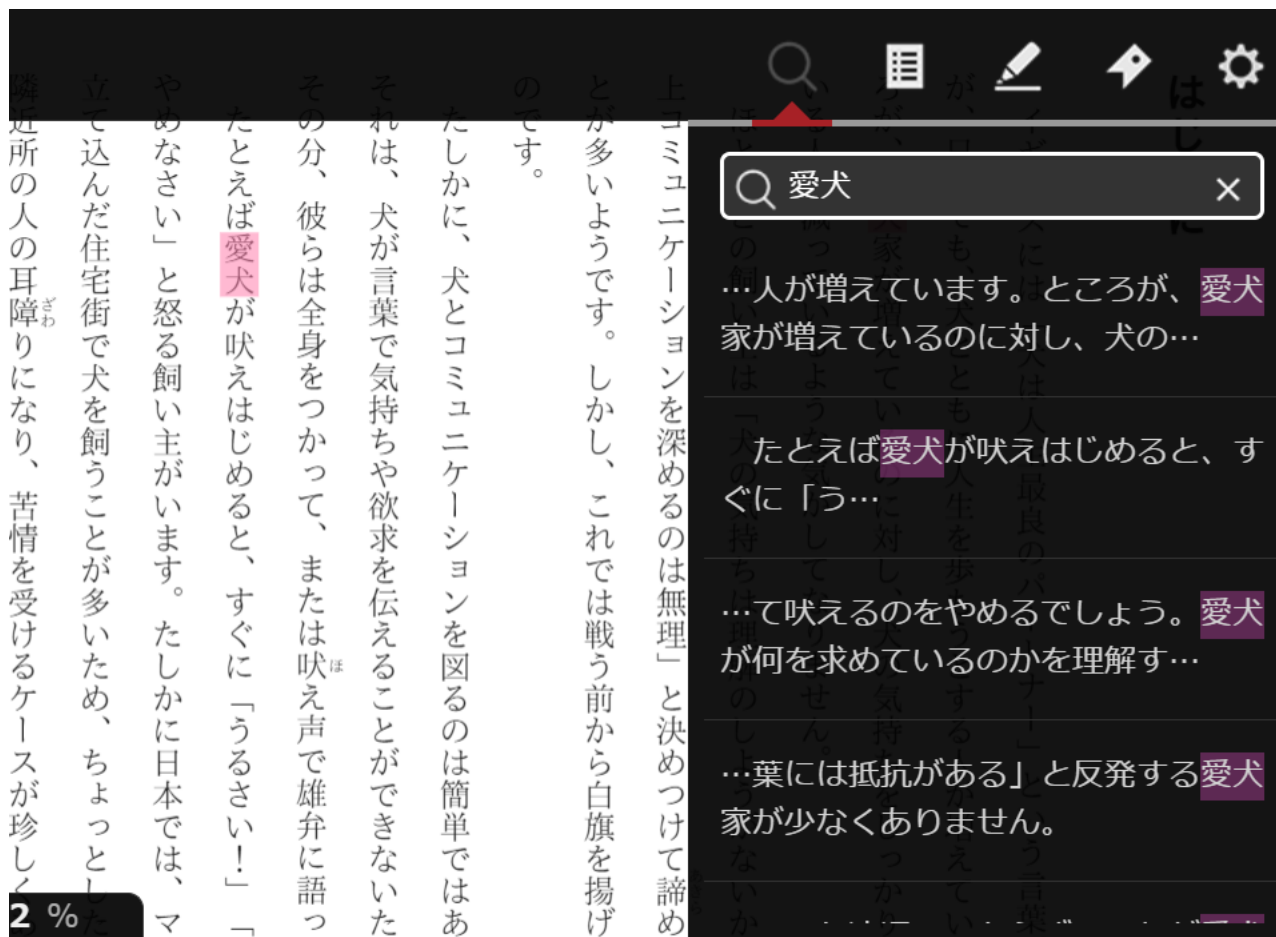 はじめに
愛犬
…人が増えています。ところが、愛犬
家が増えているのに対し、犬の…
たとえば愛犬が吠えはじめると、す
ぐに「う…
…て吠えるのをやめるでしょう。愛犬
が何を求めているのかを理解す…
…葉には抵抗がある」と反発する愛犬
家が少なくありません。
上コミュニケーションを深めるのは無理」と決めつけて諦め
とが多いようです。しかし、これでは戦う前から白旗を揚げ
のです。
たしかに、犬とコミュニケーションを図るのは簡単ではあ
それは、犬が言葉で気持ちや欲求を伝えることができないた
その分、彼らは全身をつかって、または吠え声で雄弁に語っ
ほ
たとえば愛犬が吠えはじめると、すぐに「うるさい！」「
やめなさい」と怒る飼い主がいます。たしかに日本では、マ
立て込んだ住宅街で犬を飼うことが多いため、ちょっとした
隣近所の人の耳障りになり、苦情を受けるケースが珍しく
ざわ
2 %